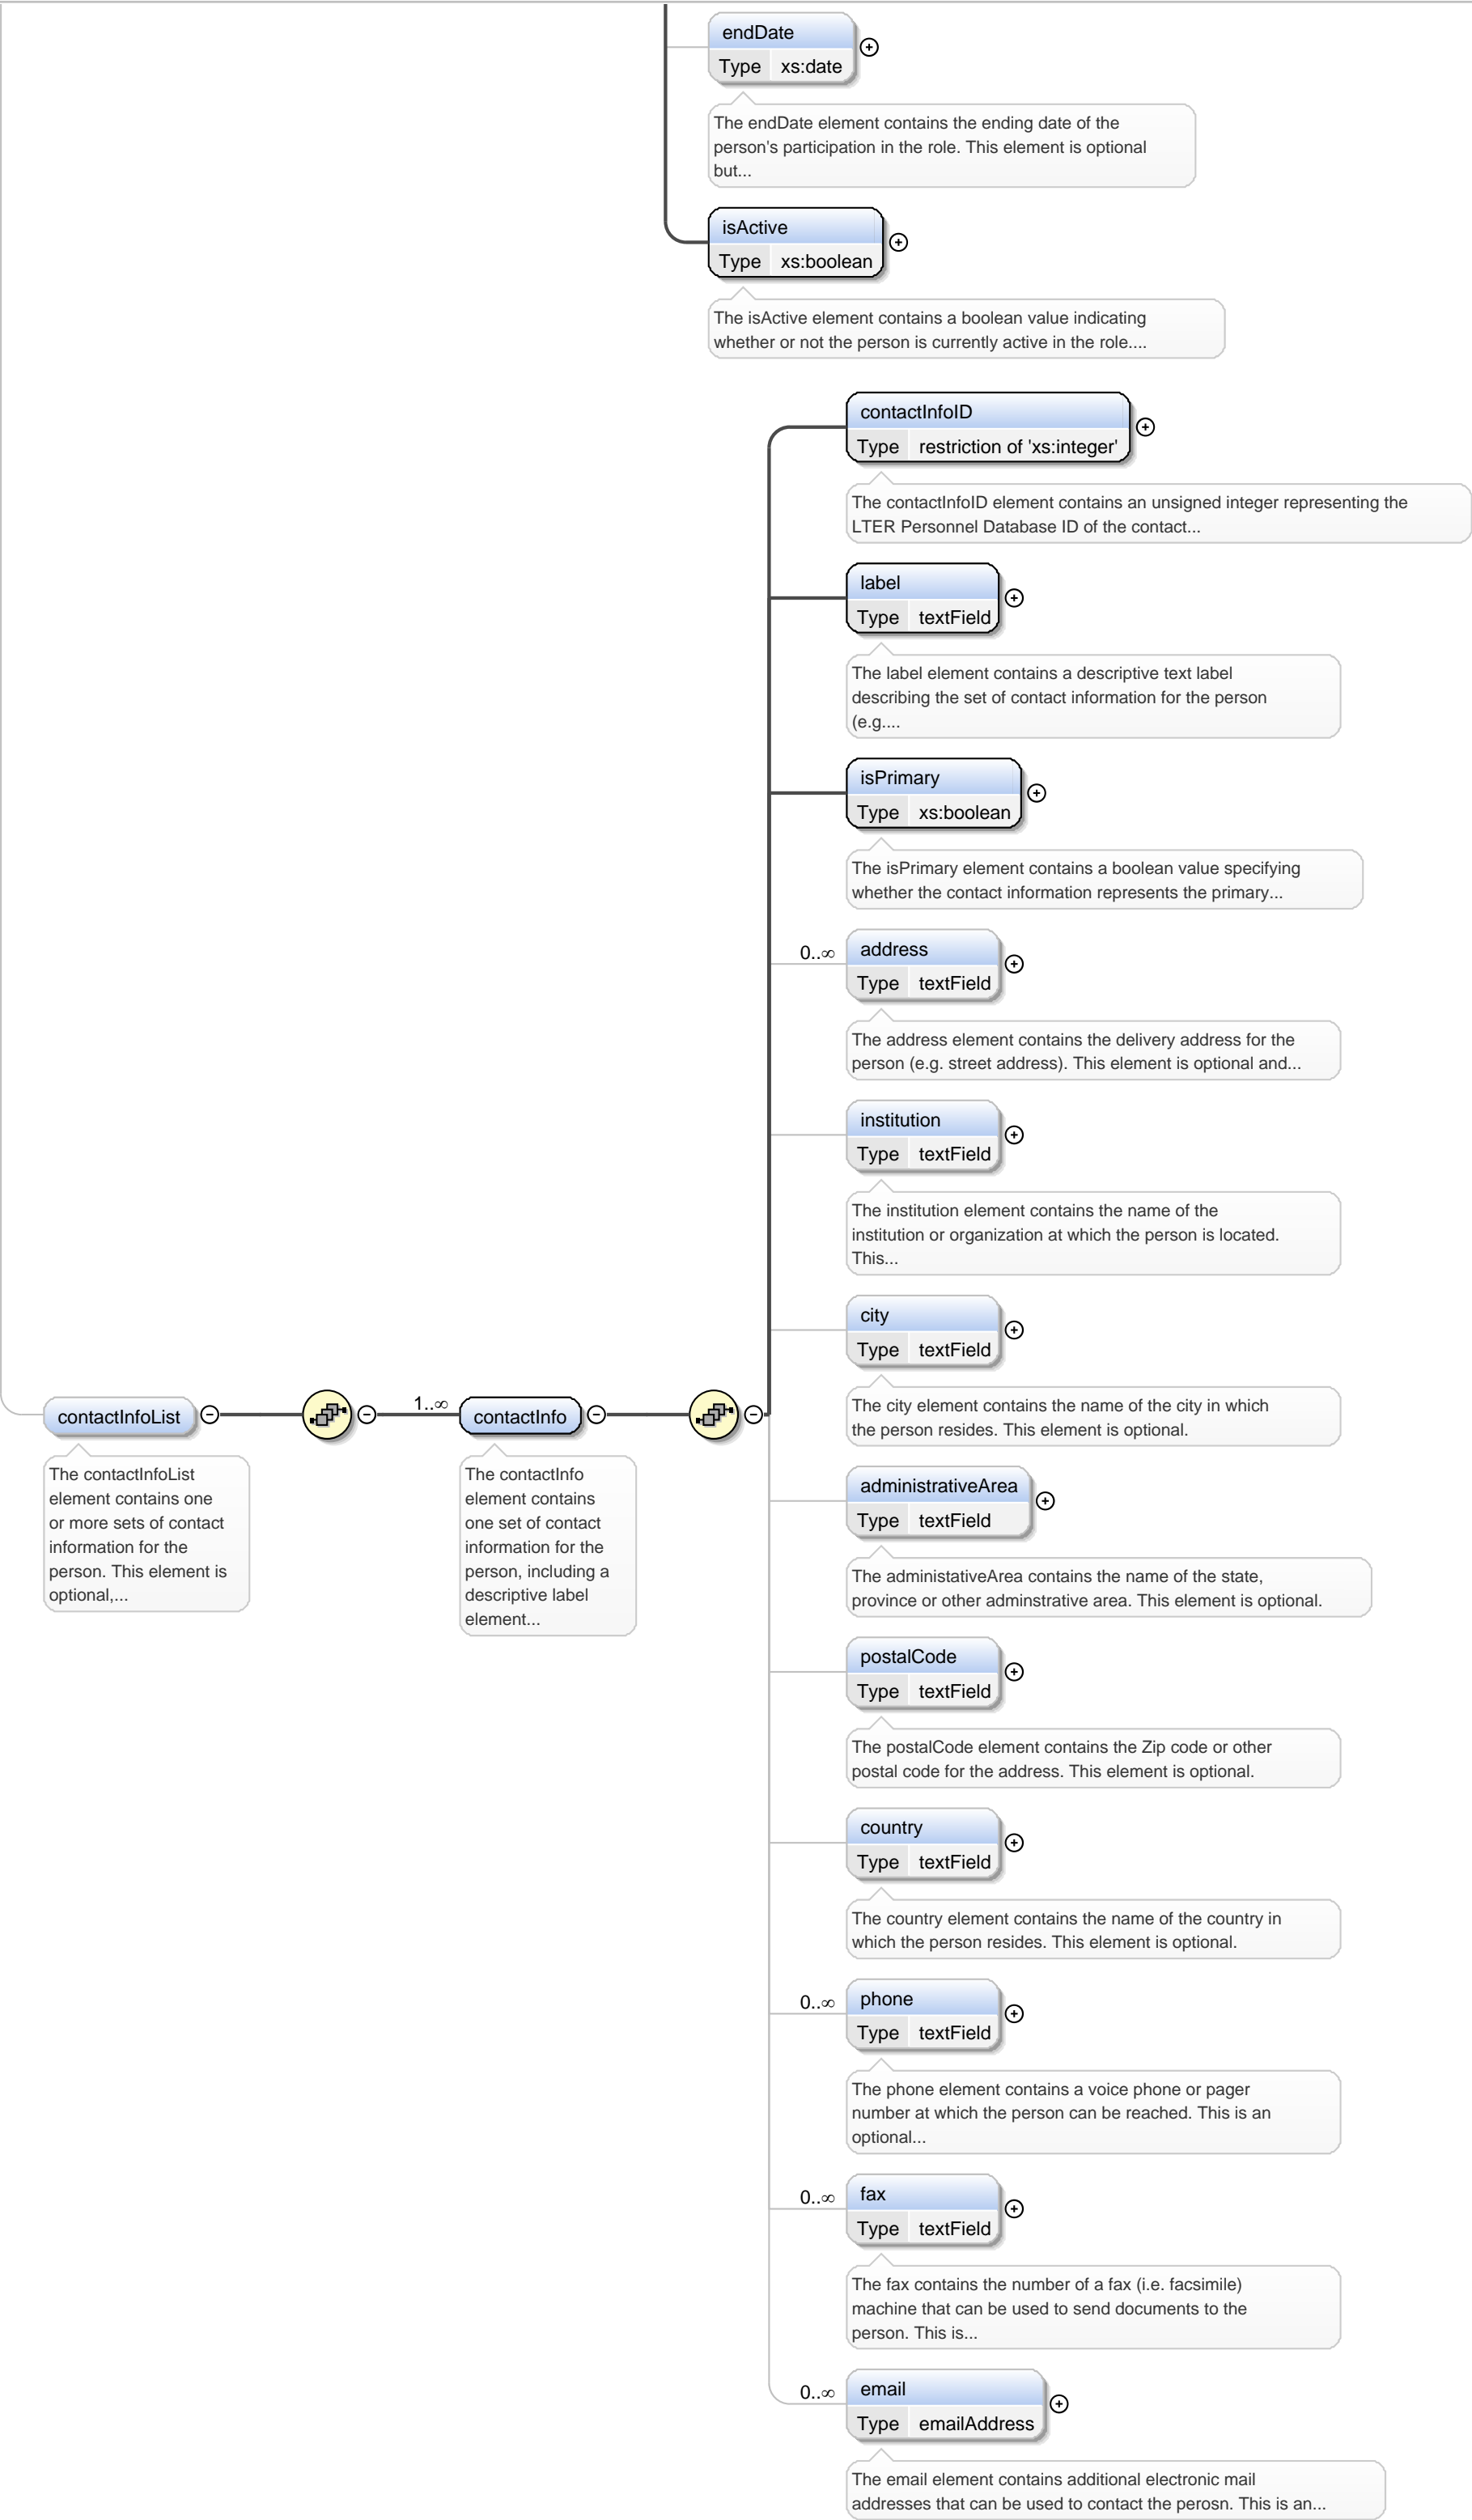 endDate
Type xs:date
The endDate element contains the ending date of the
person's participation in the role. This element is optional
but...
isActive
Type xs:boolean
The isActive element contains a boolean value indicating
whether or not the person is currently active in the role....
contactInfoID
Type restriction of 'xs:integer'
The contactInfoID element contains an unsigned integer representing the
LTER Personnel Database ID of the contact...
label
Type textField
The label element contains a descriptive text label
describing the set of contact information for the person
(e.g....
isPrimary
Type xs:boolean
The isPrimary element contains a boolean value specifying
whether the contact information represents the primary...
0..∞
address
Type textField
The address element contains the delivery address for the
person (e.g. street address). This element is optional and...
institution
Type textField
The institution element contains the name of the
institution or organization at which the person is located.
This...
city
Type textField
The city element contains the name of the city in which
the person resides. This element is optional.
contactInfoList
1..∞
contactInfo
The contactInfoList
element contains one
or more sets of contact
information for the
person. This element is
optional,...
The contactInfo
element contains
one set of contact
information for the
person, including a
descriptive label
element...
administrativeArea
Type textField
The administativeArea contains the name of the state,
province or other adminstrative area. This element is optional.
postalCode
Type textField
The postalCode element contains the Zip code or other
postal code for the address. This element is optional.
country
Type textField
The country element contains the name of the country in
which the person resides. This element is optional.
0..∞
phone
Type textField
The phone element contains a voice phone or pager
number at which the person can be reached. This is an
optional...
0..∞
fax
Type textField
The fax contains the number of a fax (i.e. facsimile)
machine that can be used to send documents to the
person. This is...
0..∞
email
Type emailAddress
The email element contains additional electronic mail
addresses that can be used to contact the perosn. This is an...